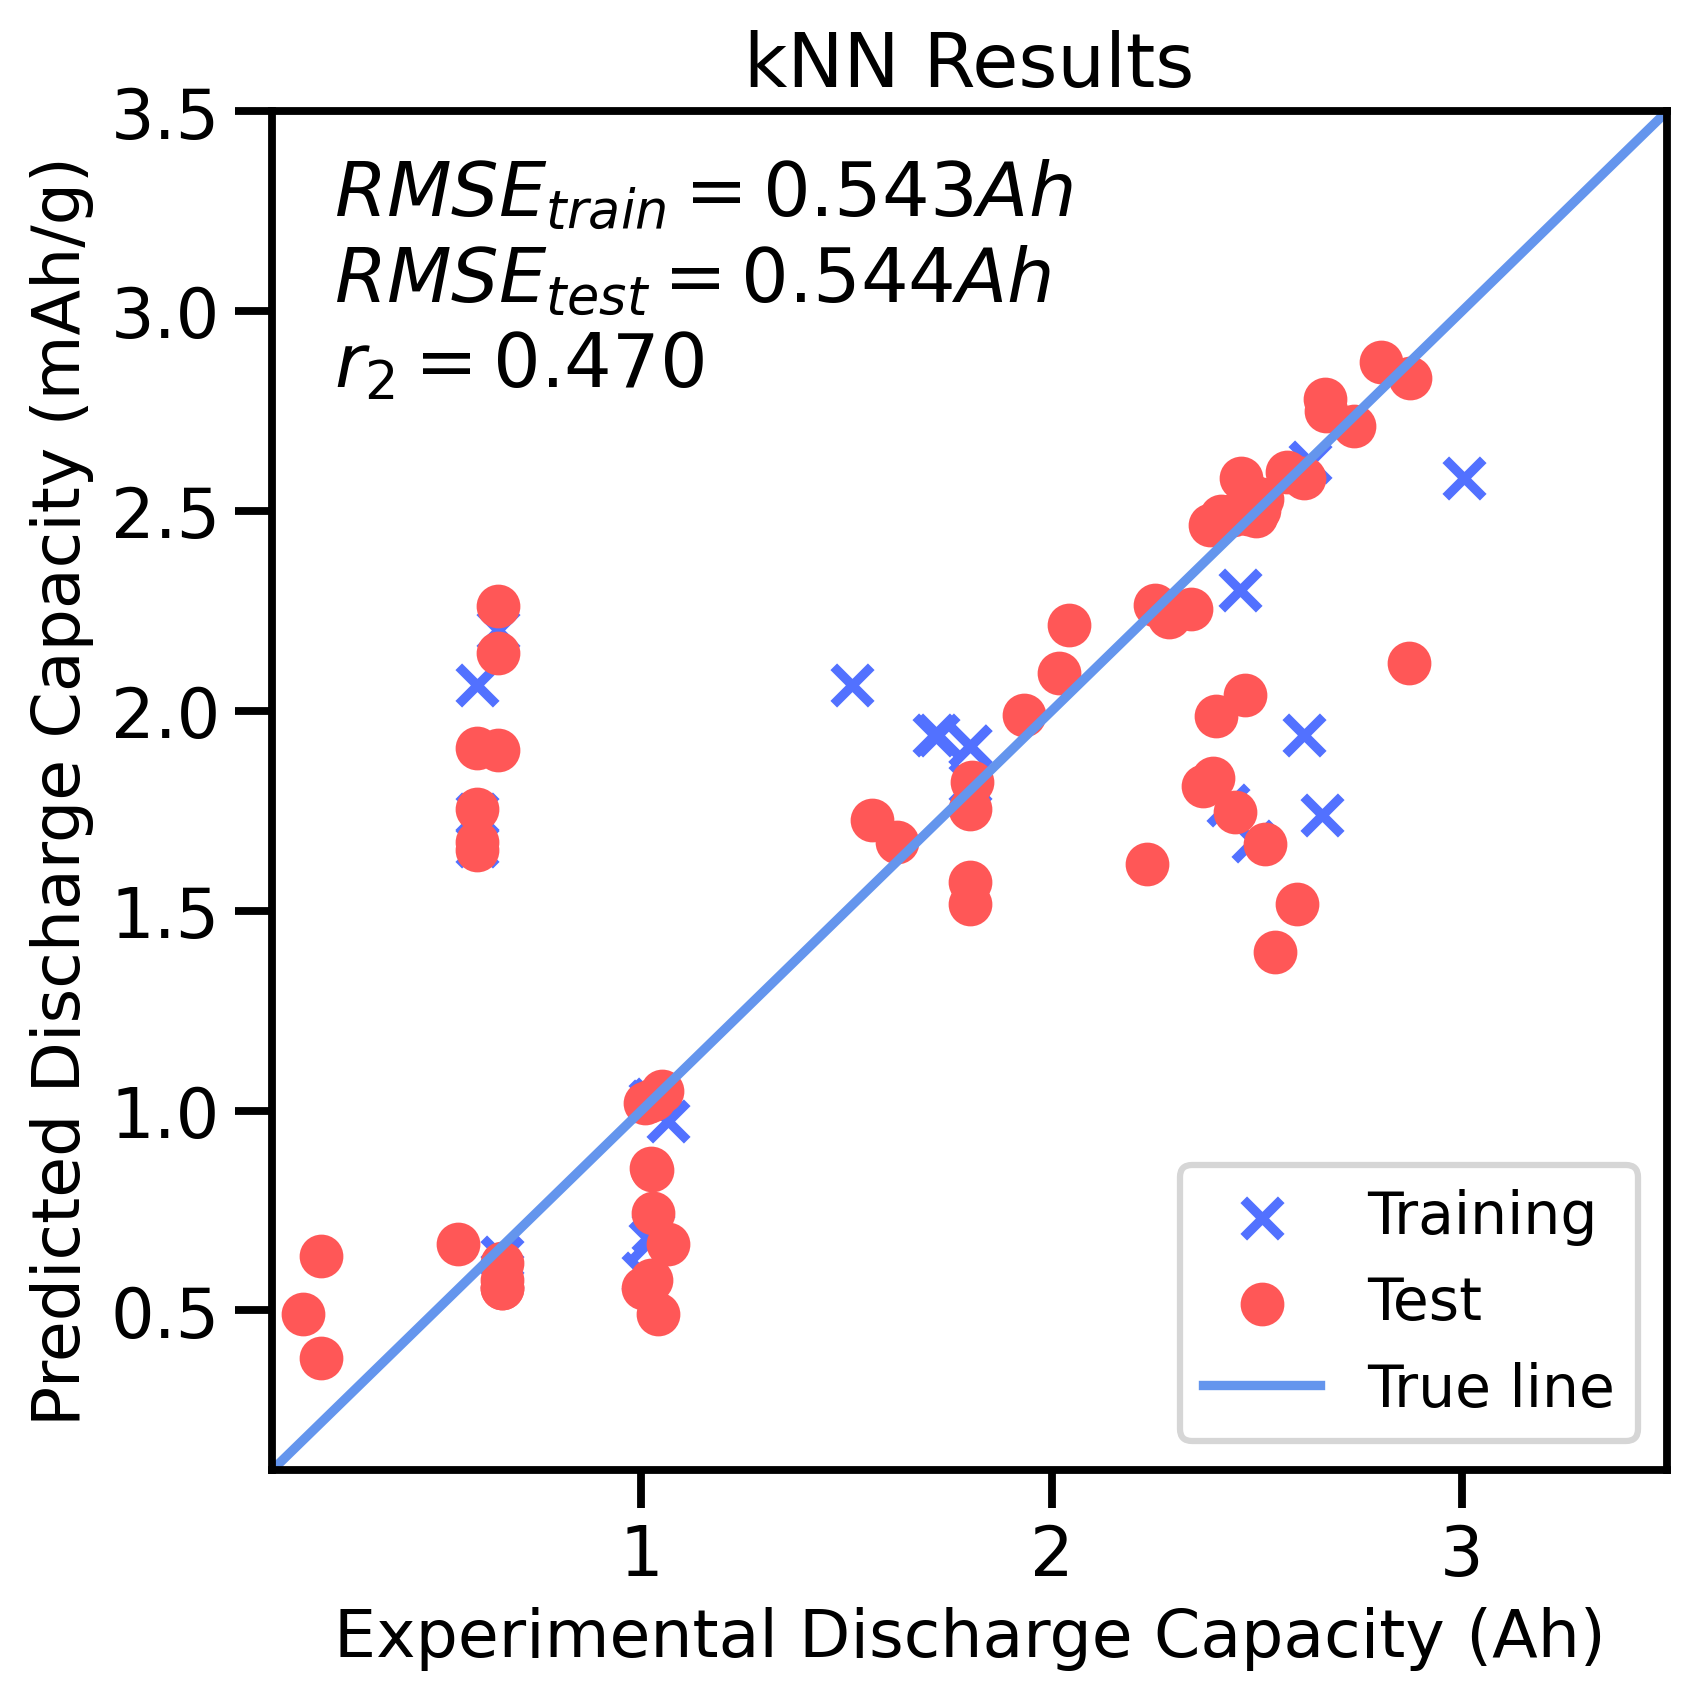 kNN Results
3.5
3.0
2.5
2.0
1.5
1.0
0.5
Predicted Discharge Capacity (mAh/g)
RMSE_train = 0.543Ah
RMSE_test = 0.544Ah
r_2 = 0.470
Training
Test
True line
1 2 3
Experimental Discharge Capacity (Ah)